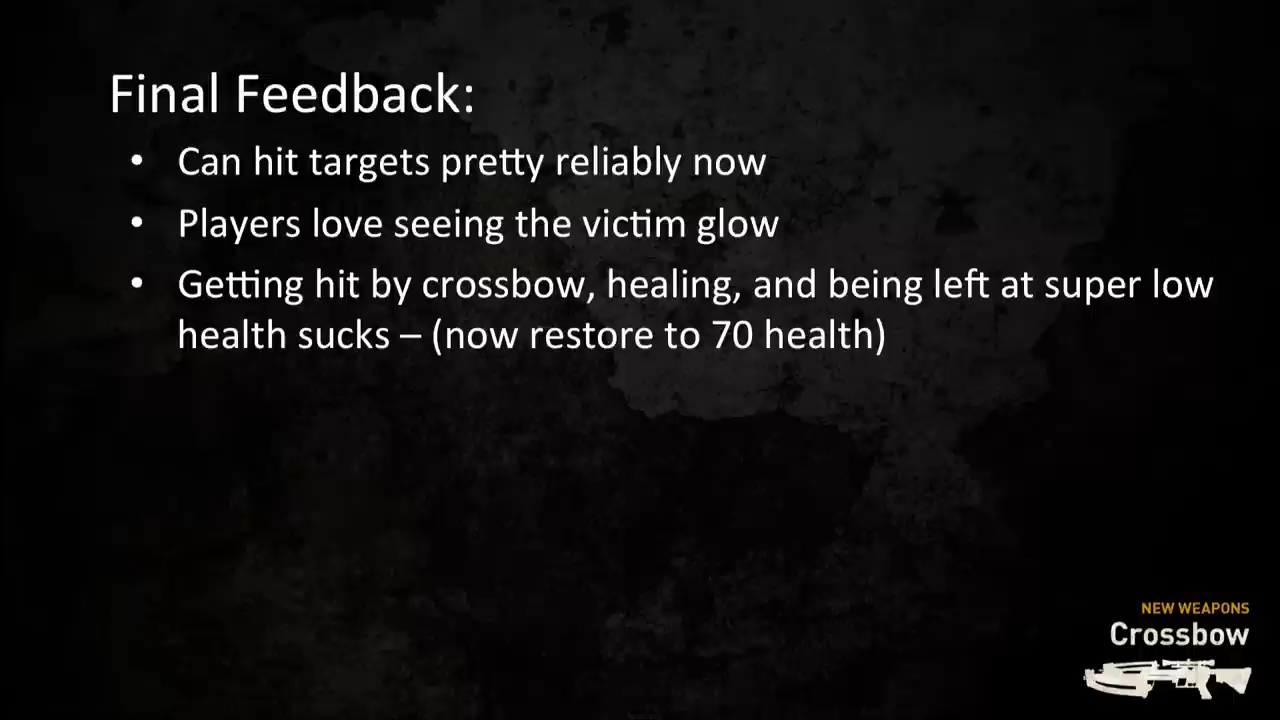 Final Feedback:
• Can hit targets pretty reliably now
• Players love seeing the victim glow
• Getting hit by crossbow, healing, and being left at super low
health sucks – (now restore to 70 health)
NEW WEAPONS
Crossbow